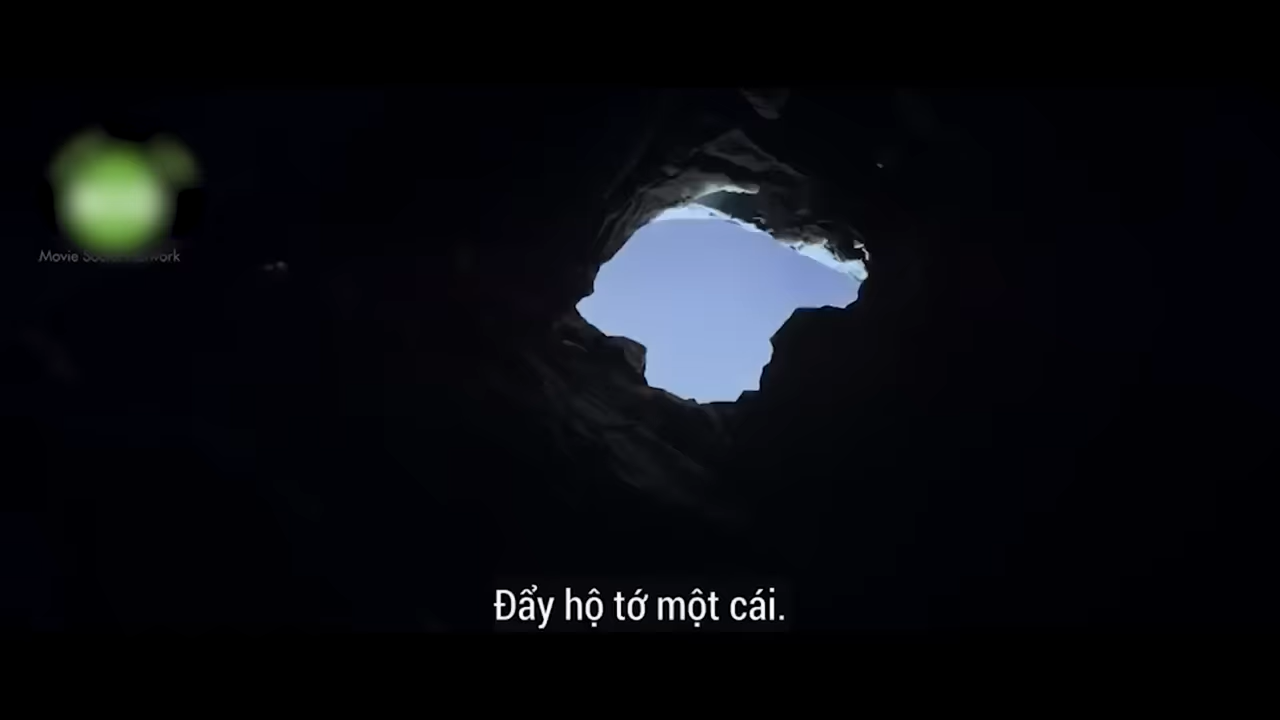 Movie
Đẩy hộ tớ một cái.